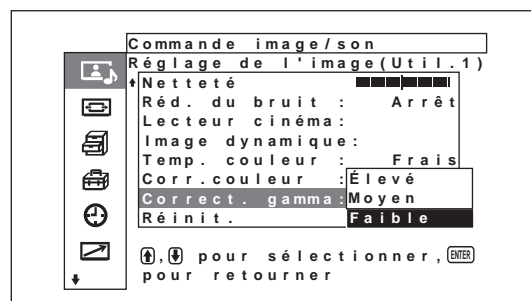 Commande image/son
Réglage de l'image(Util.1)
Netteté
Réd. du bruit : Arrêt
Lecteur cinéma:
Image dynamique:
Temp. couleur : Frais
Corr.couleur :Élevé
Correct. gamma:Moyen
Réinit. Faible
, pour sélectionner, ENTER
pour retourner